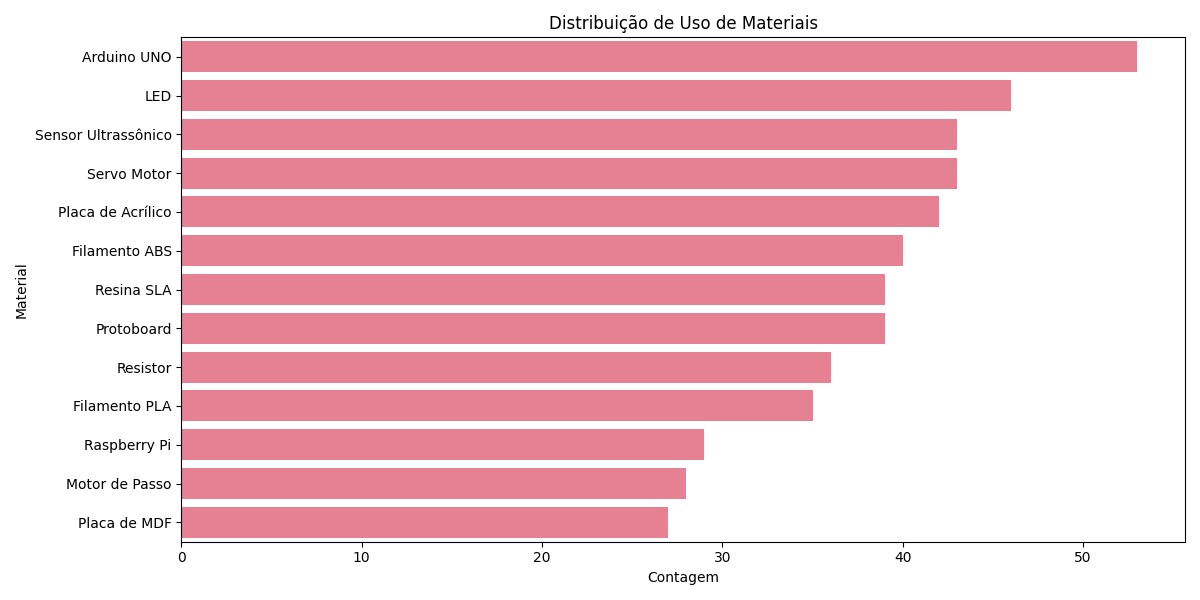 Distribuição de Uso de Materiais
Material
Arduino UNO
LED
Sensor Ultrassônico
Servo Motor
Placa de Acrílico
Filamento ABS
Resina SLA
Protoboard
Resistor
Filamento PLA
Raspberry Pi
Motor de Passo
Placa de MDF
0 10 20 30 40 50
Contagem